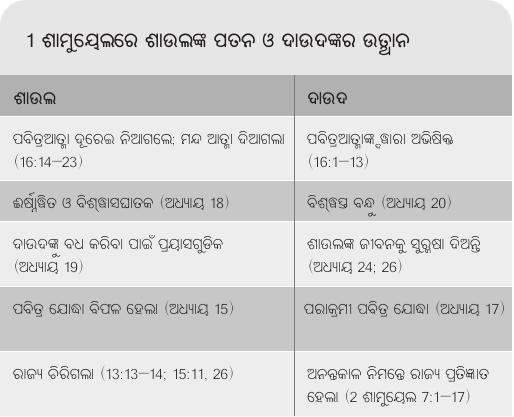 1 ଶାମୁୟେଲରେ ଶାଉଲଙ୍କ ପତନ ଓ ଦାଉଦଙ୍କର ଉତ୍ଥାନ
ଶାଉଲ
ଦାଉଦ
ପବିତ୍ରଆତ୍ମା ଦୂରେଇ ନିଆଗଲେ; ମନ୍ଦ ଆତ୍ମା ଦିଆଗଲା
(16:14–23)
ପବିତ୍ରଆତ୍ମାଙ୍କ ଦ୍ୱାରା ଅଭିଷିକ୍ତ
(16:1–13)
ଈର୍ଷାନ୍ୱିତ ଓ ବିଶ୍ୱାସଘାତକ (ଅଧ୍ୟାୟ 18)
ବିଶ୍ୱସ୍ତ ବନ୍ଧୁ (ଅଧ୍ୟାୟ 20)
ଦାଉଦଙ୍କୁ ବଧ କରିବା ପାଇଁ ପ୍ରୟାସଗୁଡିକ
(ଅଧ୍ୟାୟ 19)
ଶାଉଲଙ୍କ ଜୀବନକୁ ସୁରକ୍ଷା ଦିଅନ୍ତି
(ଅଧ୍ୟାୟ 24; 26)
ପବିତ୍ର ଯୋଦ୍ଧା ବିପଳ ହେଲା (ଅଧ୍ୟାୟ 15)
ପରାକ୍ରମୀ ପବିତ୍ର ଯୋଦ୍ଧା (ଅଧ୍ୟାୟ 17)
ରାଜ୍ୟ ଚିରିଗଲା (13:13–14; 15:11, 26)
ଅନନ୍ତକାଳ ନିମନ୍ତେ ରାଜ୍ୟ ପ୍ରତିଜ୍ଞାତ
ହେଲା (2 ଶାମୁୟେଲ 7:1–17)